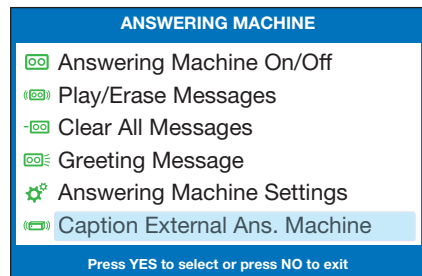 ANSWERING MACHINE
Answering Machine On/Off
Play/Erase Messages
Clear All Messages
Greeting Message
Answering Machine Settings
Caption External Ans. Machine
Press YES to select or press NO to exit